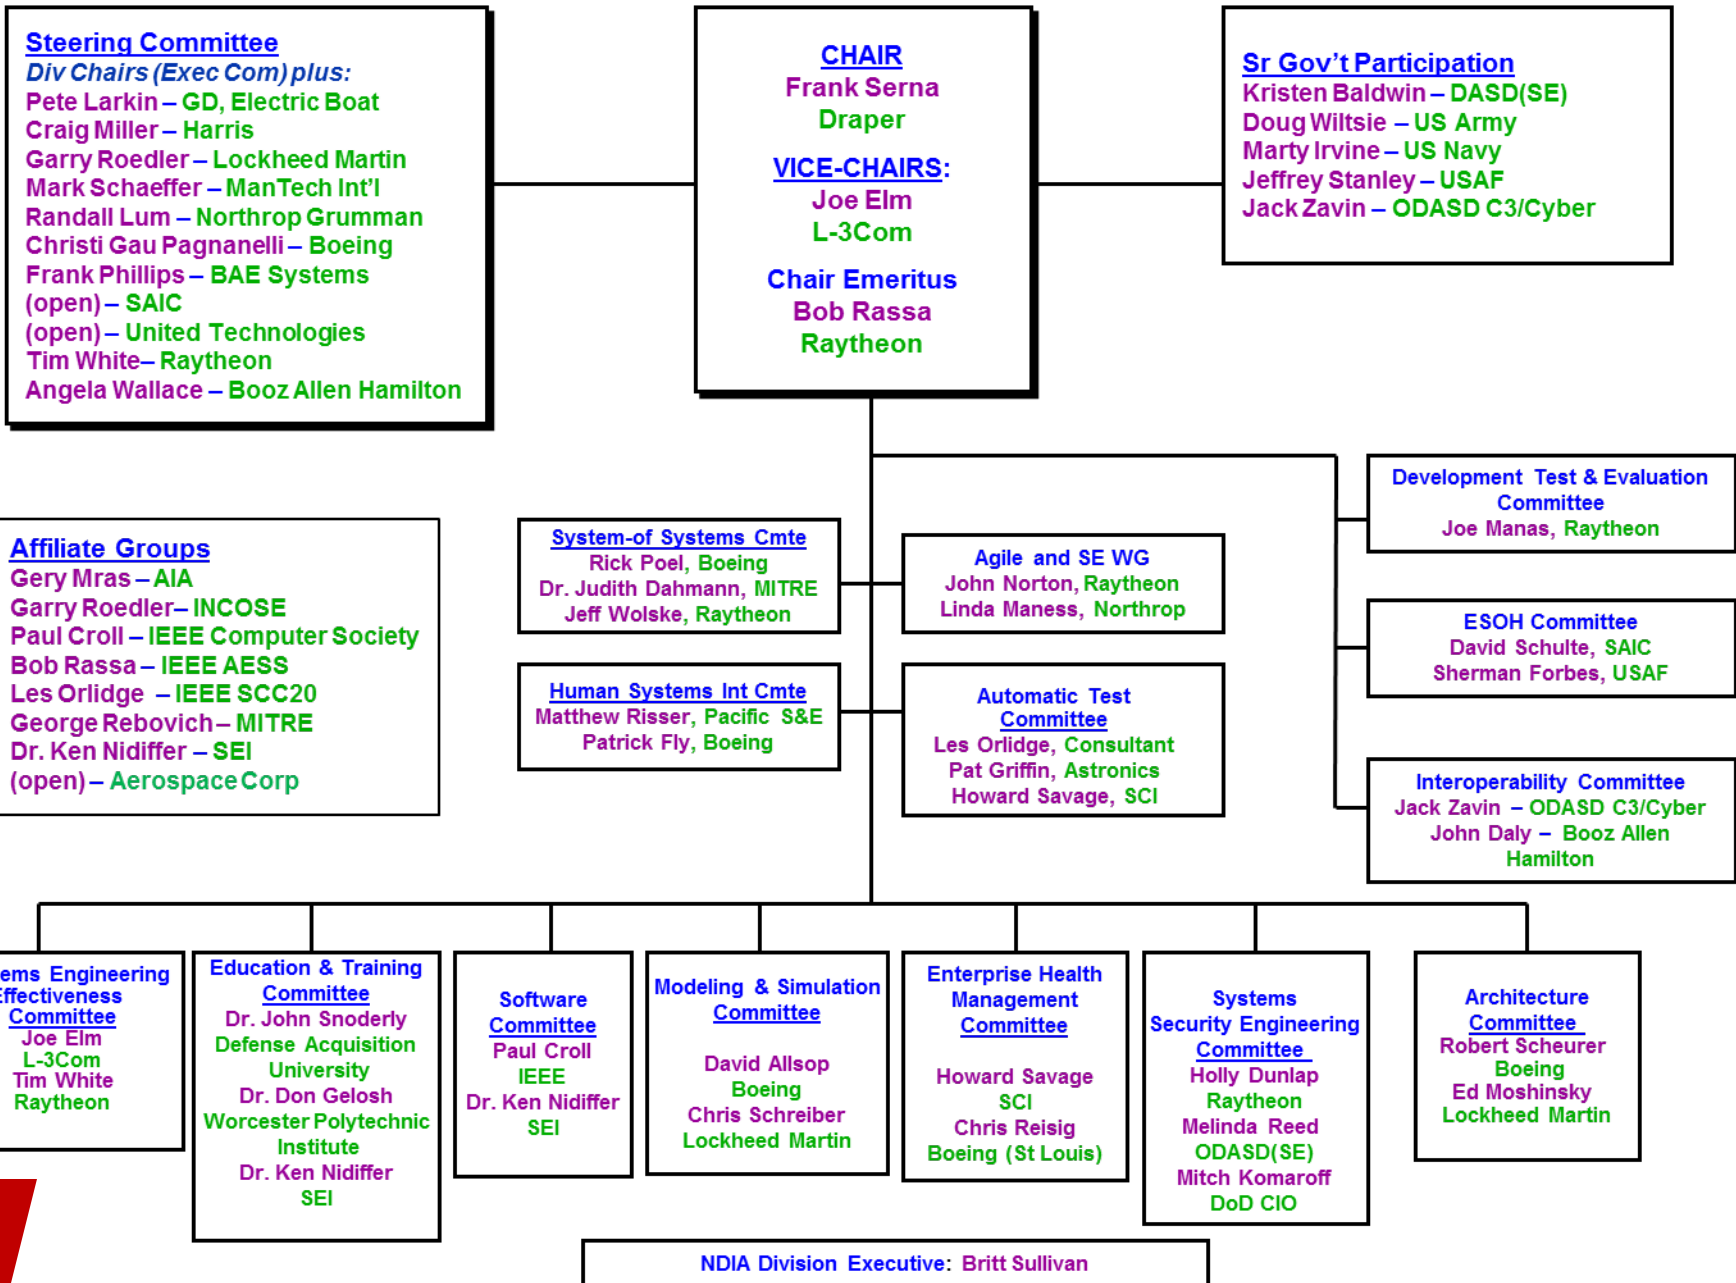 Steering Committee
Div Chairs (Exec Com) plus:
Pete Larkin – GD, Electric Boat
Craig Miller – Harris
Garry Roedler – Lockheed Martin
Mark Schaeffer – ManTech Int'l
Randall Lum – Northrop Grumman
Christi Gau Pagnanelli – Boeing
Frank Phillips – BAE Systems
(open) – SAIC
(open) – United Technologies
Tim White– Raytheon
Angela Wallace – Booz Allen Hamilton
CHAIR
Frank Serna
Draper
VICE-CHAIRS:
Joe Elm
L-3Com
Chair Emeritus
Bob Rassa
Raytheon
Sr Gov't Participation
Kristen Baldwin – DASD(SE)
Doug Wiltsie – US Army
Marty Irvine – US Navy
Jeffrey Stanley – USAF
Jack Zavin – ODASD C3/Cyber
Affiliate Groups
Gery Mras – AIA
Garry Roedler– INCOSE
Paul Croll – IEEE Computer Society
Bob Rassa – IEEE AESS
Les Orlidge – IEEE SCC20
George Rebovich – MITRE
Dr. Ken Nidiffer – SEI
(open) – Aerospace Corp
System-of Systems Cmte
Rick Poel, Boeing
Dr. Judith Dahmann, MITRE
Jeff Wolske, Raytheon
Agile and SE WG
John Norton, Raytheon
Linda Maness, Northrop
Human Systems Int Cmte
Matthew Risser, Pacific S&E
Patrick Fly, Boeing
Automatic Test
Committee
Les Orlidge, Consultant
Pat Griffin, Astronics
Howard Savage, SCI
Development Test & Evaluation
Committee
Joe Manas, Raytheon
ESOH Committee
David Schulte, SAIC
Sherman Forbes, USAF
Interoperability Committee
Jack Zavin – ODASD C3/Cyber
John Daly – Booz Allen
Hamilton
ems Engineering
Effectiveness
Committee
Joe Elm
L-3Com
Tim White
Raytheon
Education & Training
Committee
Dr. John Snoderly
Defense Acquisition
University
Dr. Don Gelosh
Worcester Polytechnic
Institute
Dr. Ken Nidiffer
SEI
Software
Committee
Paul Croll
IEEE
Dr. Ken Nidiffer
SEI
Modeling & Simulation
Committee
David Allsop
Boeing
Chris Schreiber
Lockheed Martin
Enterprise Health
Management
Committee
Howard Savage
SCI
Chris Reisig
Boeing (St Louis)
Systems
Security Engineering
Committee
Holly Dunlap
Raytheon
Melinda Reed
ODASD(SE)
Mitch Komaroff
DoD CIO
Architecture
Committee
Robert Scheurer
Boeing
Ed Moshinsky
Lockheed Martin
NDIA Division Executive: Britt Sullivan